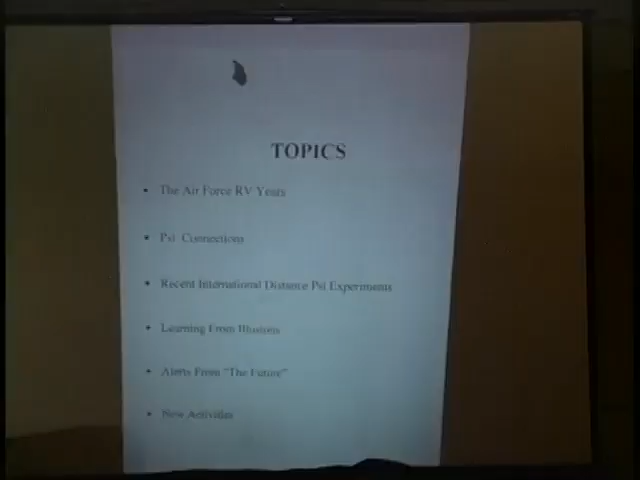 TOPICS
• The Air Force RV Years
• Psi Connections
• Recent International Distance Psi Experiments
• Learning From Illusions
• Alerts From "The Future"
• New Activities